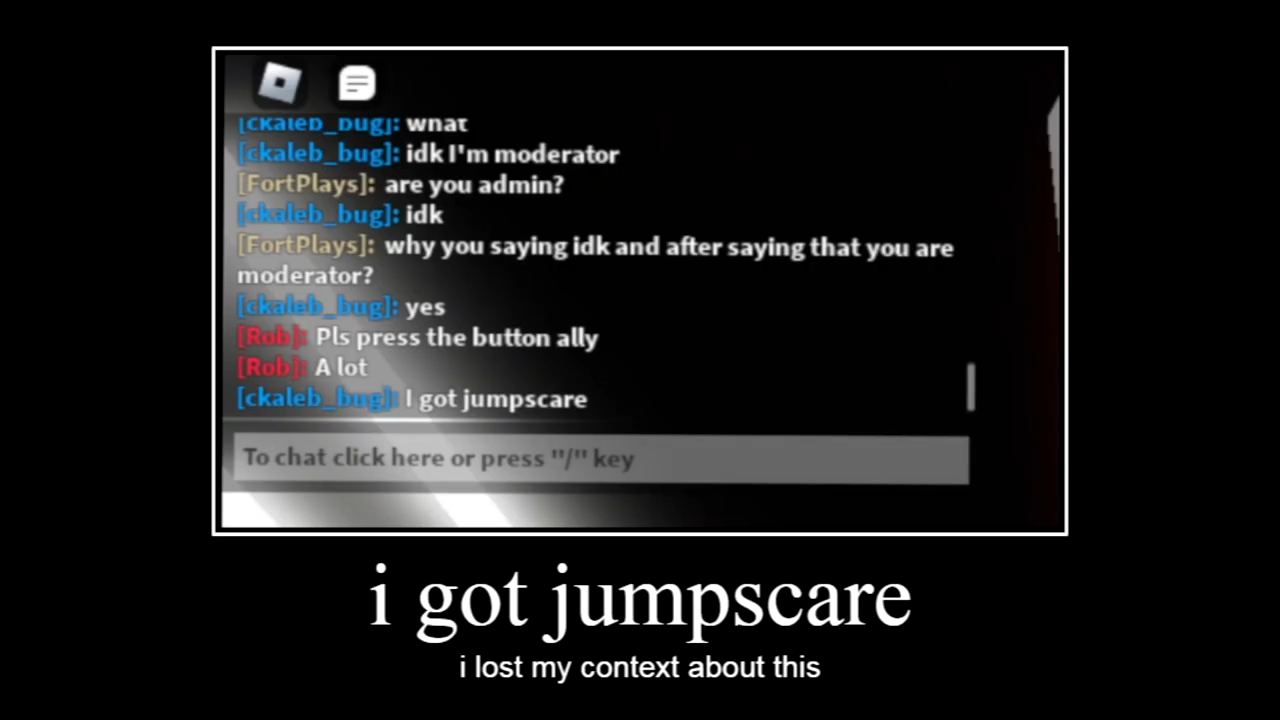 [ckaleb_bug]: what
[ckaleb_bug]: idk I'm moderator
[FortPlays]: are you admin?
[ckaleb_bug]: idk
[FortPlays]: why you saying idk and after saying that you are
moderator?
[ckaleb_bug]: yes
[Rob]: Pls press the button ally
[Rob]: A lot
[ckaleb_bug]: I got jumpscare
To chat click here or press "/" key
i got jumpscare
i lost my context about this